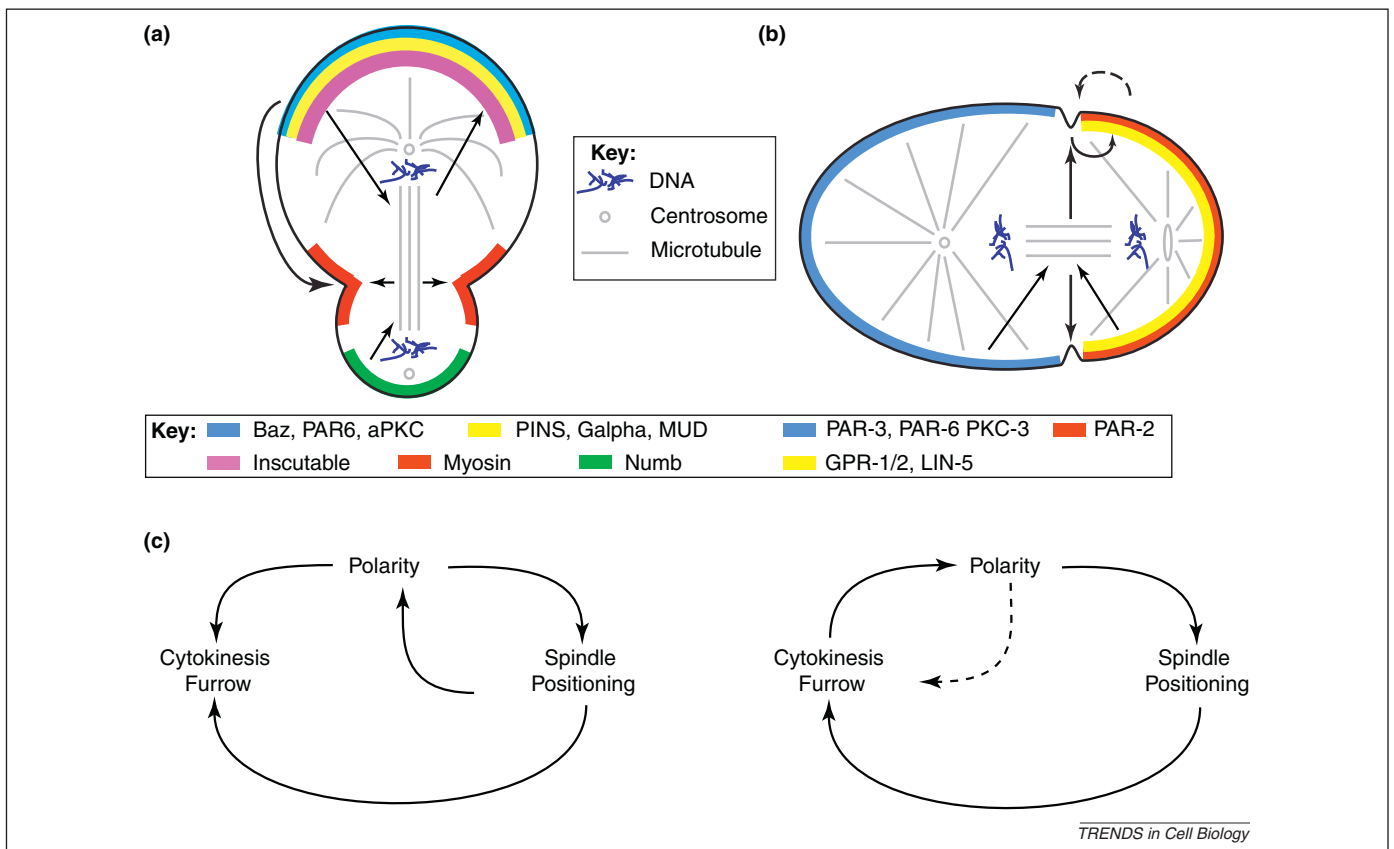 (a)
(b)
Key:
DNA
Centrosome
Microtubule
Key: Baz, PAR6, aPKC PINS, Galpha, MUD PAR-3, PAR-6 PKC-3 PAR-2
Inscutable Myosin Numb GPR-1/2, LIN-5
(c)
Polarity
Cytokinesis
Furrow
Spindle
Positioning
Polarity
Cytokinesis
Furrow
Spindle
Positioning
TRENDS in Cell Biology